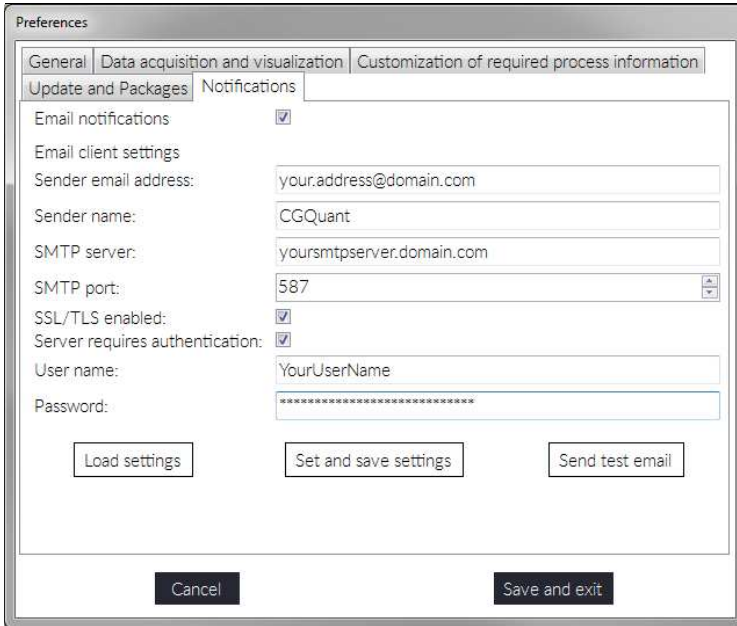 Preferences
General Data acquisition and visualization Customization of required process information
Update and Packages Notifications
Email notifications
Email client settings
Sender email address: your.address@domain.com
Sender name: CGQuant
SMTP server: yoursmtpserver.domain.com
SMTP port: 587
SSL/TLS enabled:
Server requires authentication:
User name: YourUserName
Password: ****************************
Load settings Set and save settings Send test email
Cancel Save and exit